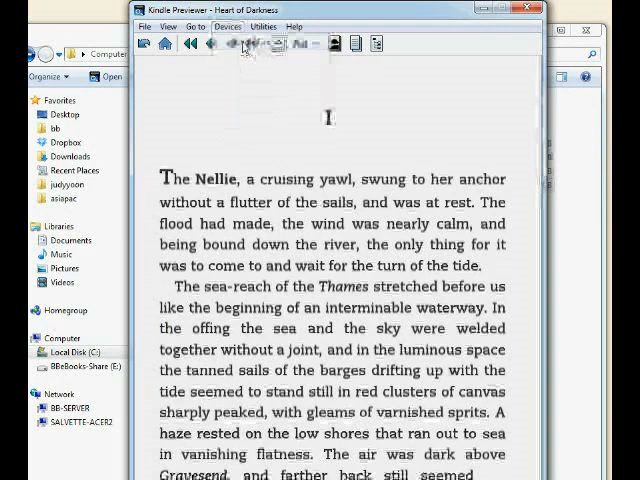 Kindle Previewer - Heart of Darkness
File View Go to Devices Utilities Help
Computer
Organize
Open
Favorites
Desktop
bb
Dropbox
Downloads
Recent Places
judyyoon
asiapac
Libraries
Documents
Music
Pictures
Videos
Homegroup
Computer
Local Disk (C:)
BBeBooks-Share (E:)
Network
BB-SERVER
SALVETTE-ACER2
I
The Nellie, a cruising yawl, swung to her anchor
without a flutter of the sails, and was at rest. The
flood had made, the wind was nearly calm, and
being bound down the river, the only thing for it
was to come to and wait for the turn of the tide.
The sea-reach of the Thames stretched before us
like the beginning of an interminable waterway. In
the offing the sea and the sky were welded
together without a joint, and in the luminous space
the tanned sails of the barges drifting up with the
tide seemed to stand still in red clusters of canvas
sharply peaked, with gleams of varnished sprits. A
haze rested on the low shores that ran out to sea
in vanishing flatness. The air was dark above
Gravesend, and farther back still seemed